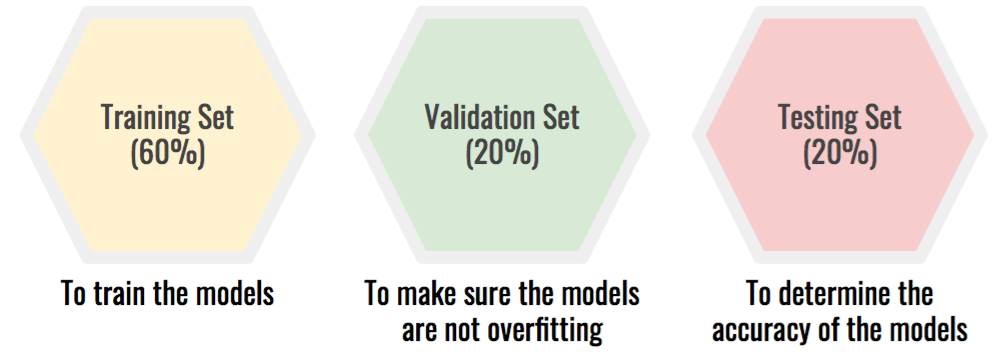 Training Set
(60%)
Validation Set
(20%)
Testing Set
(20%)
To train the models
To make sure the models
are not overfitting
To determine the
accuracy of the models